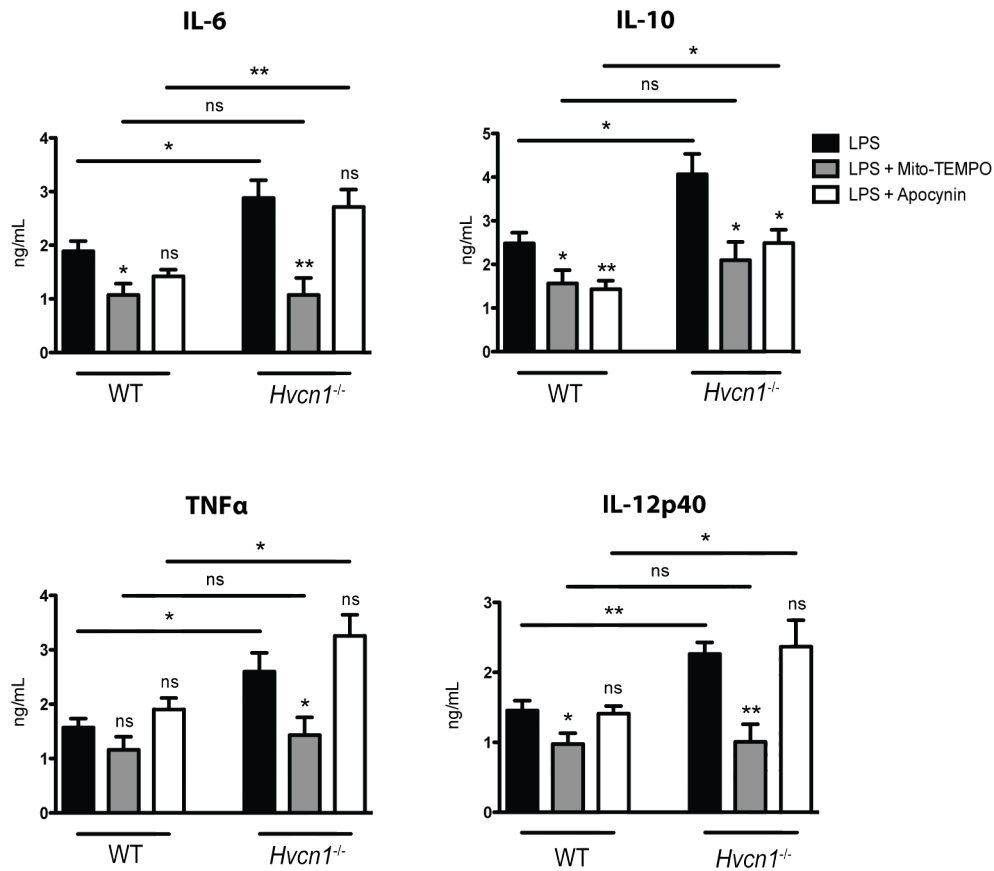 IL-6
**
ns
*
4
3
2
1
0
ng/mL
*
ns
**
ns
WT
Hvcn1-/-
IL-10
*
ns
*
5
4
3
2
1
0
ng/mL
*
**
*
*
WT
Hvcn1-/-
LPS
LPS + Mito-TEMPO
LPS + Apocynin
TNFα
*
ns
*
4
3
2
1
0
ng/mL
ns
ns
*
ns
WT
Hvcn1-/-
IL-12p40
*
ns
**
3
2
1
0
ng/mL
*
ns
**
ns
WT
Hvcn1-/-